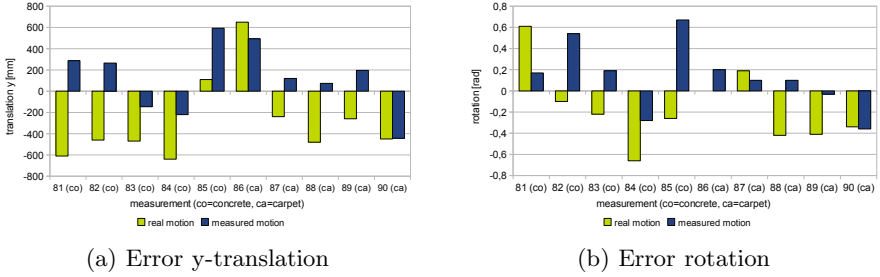 800
600
400
200
0
-200
-400
-600
-800
translation y [mm]
81 (co) 82 (co) 83 (co) 84 (co) 85 (co) 86 (ca) 87 (ca) 88 (ca) 89 (ca) 90 (ca)
measurement (co=concrete, ca=carpet)
real motion measured motion
(a) Error y-translation
0,8
0,6
0,4
0,2
0
-0,2
-0,4
-0,6
-0,8
rotation [rad]
81 (co) 82 (co) 83 (co) 84 (co) 85 (co) 86 (ca) 87 (ca) 88 (ca) 89 (ca) 90 (ca)
measurement (co=concrete, ca=carpet)
real motion measured motion
(b) Error rotation